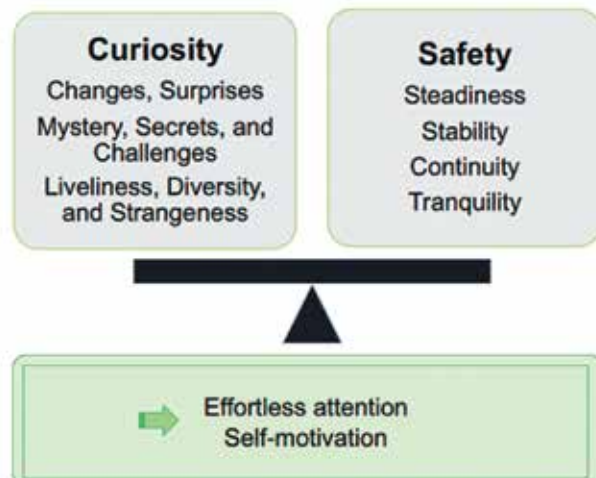 Curiosity
Changes, Surprises
Mystery, Secrets, and
Challenges
Liveliness, Diversity,
and Strangeness
Safety
Steadiness
Stability
Continuity
Tranquility
Effortless attention
Self-motivation